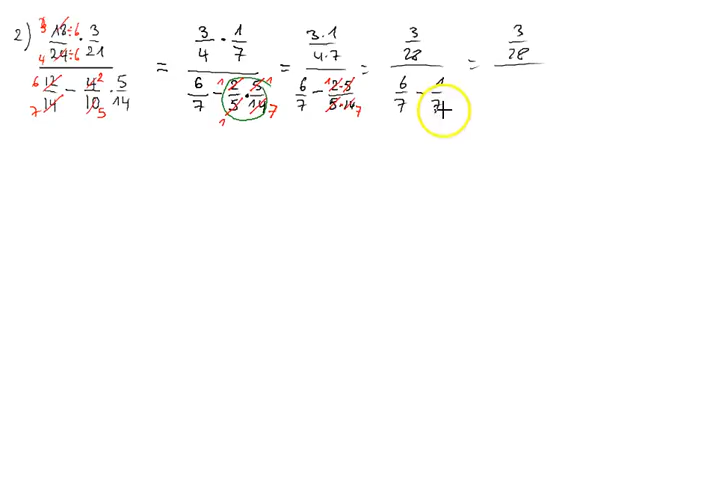 2) 18/24 ÷6 ÷6 · 3/21 = 3/4 · 1/7 = 3·1/4·7 = 3/28 = 3/28
12/14 − 4/10 · 5/14   6/7 − 2/5 · 5/14   6/7 − 2·5/5·14   6/7 − 1/7